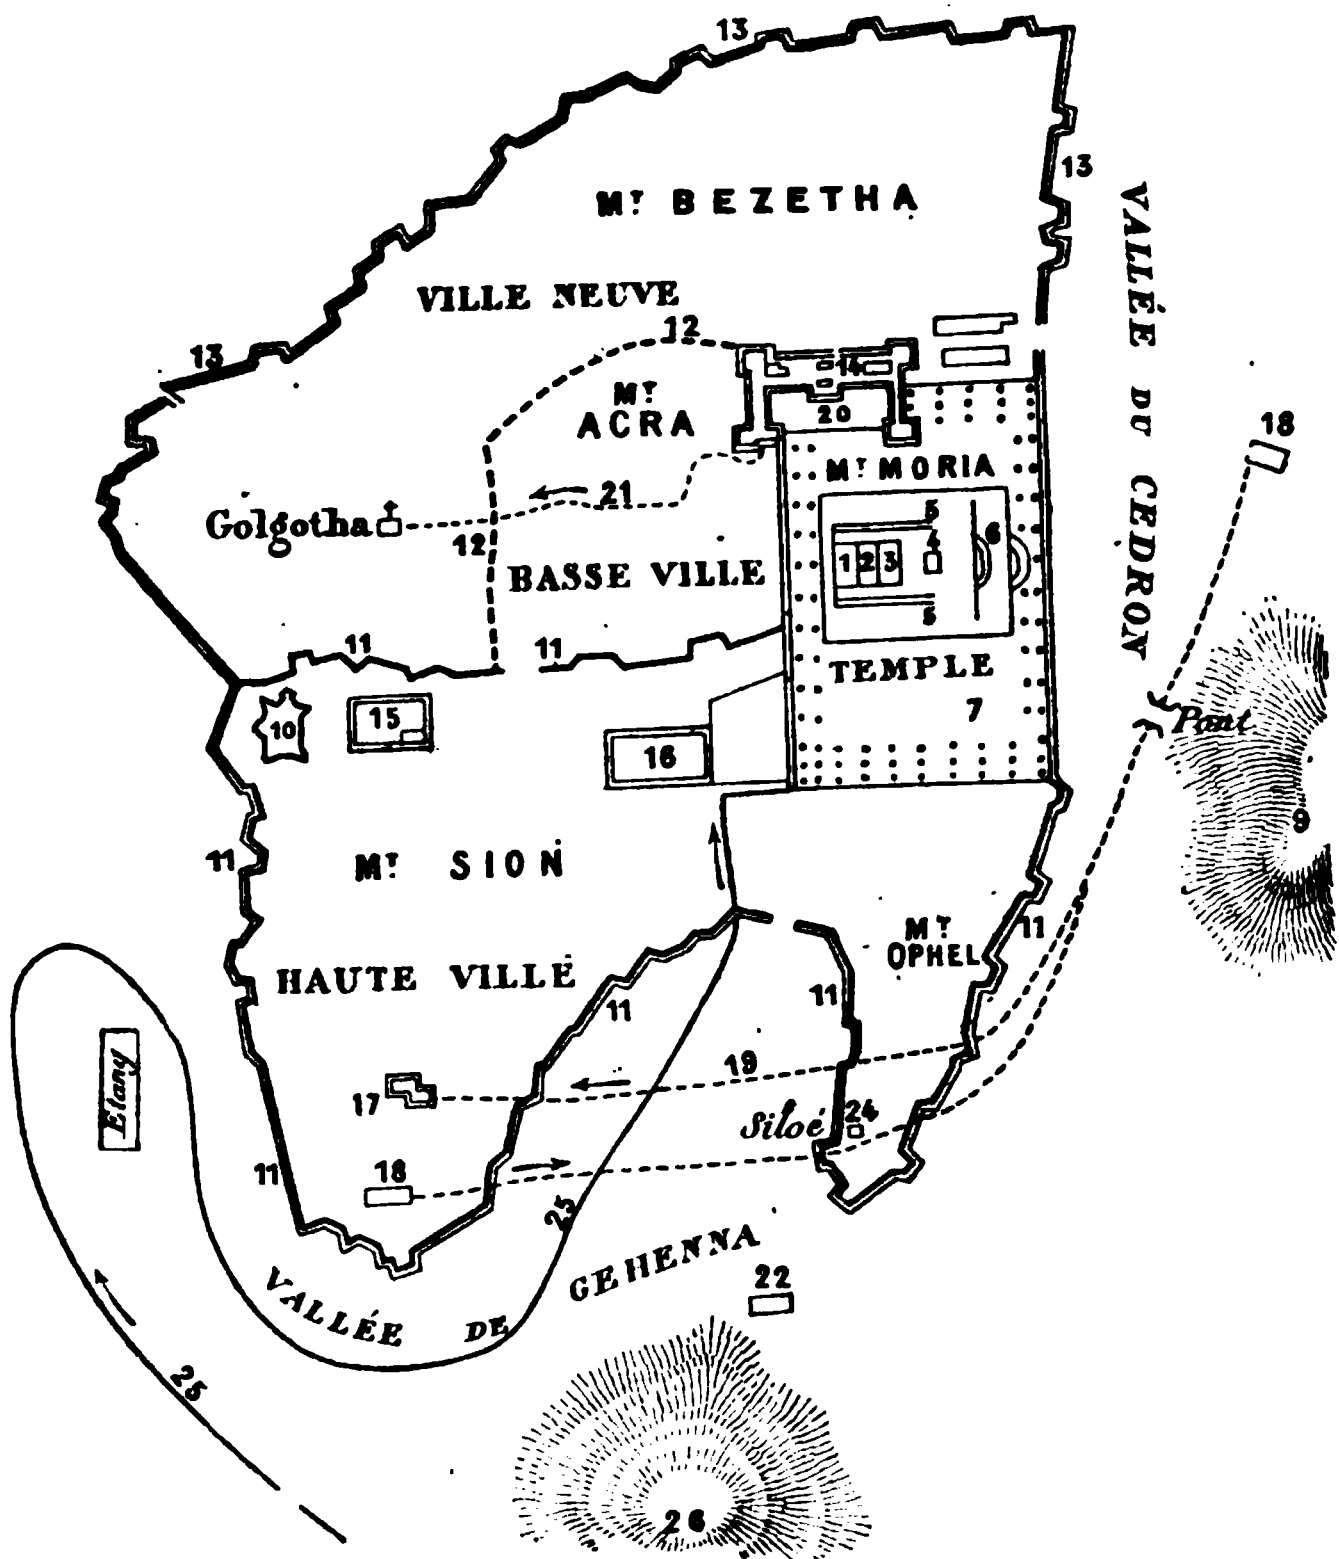 13
13
Mᵀ BEZETHA
VALLÉE DU CEDRON
VILLE NEUVE
12
13
14
Mᵀ
ACRA
20
18
Mᵀ MORIA
21
5
Golgotha
4
6
12
1 2 3
BASSE VILLE
5
11
11
TEMPLE
7
10
15
Pont
16
9
11
Mᵀ SION
11
Mᵀ
OPHEL
HAUTE VILLE
11
11
Etang
19
17
Siloé
24
11
18
25
GEHENNA
22
VALLÉE DE
25
26